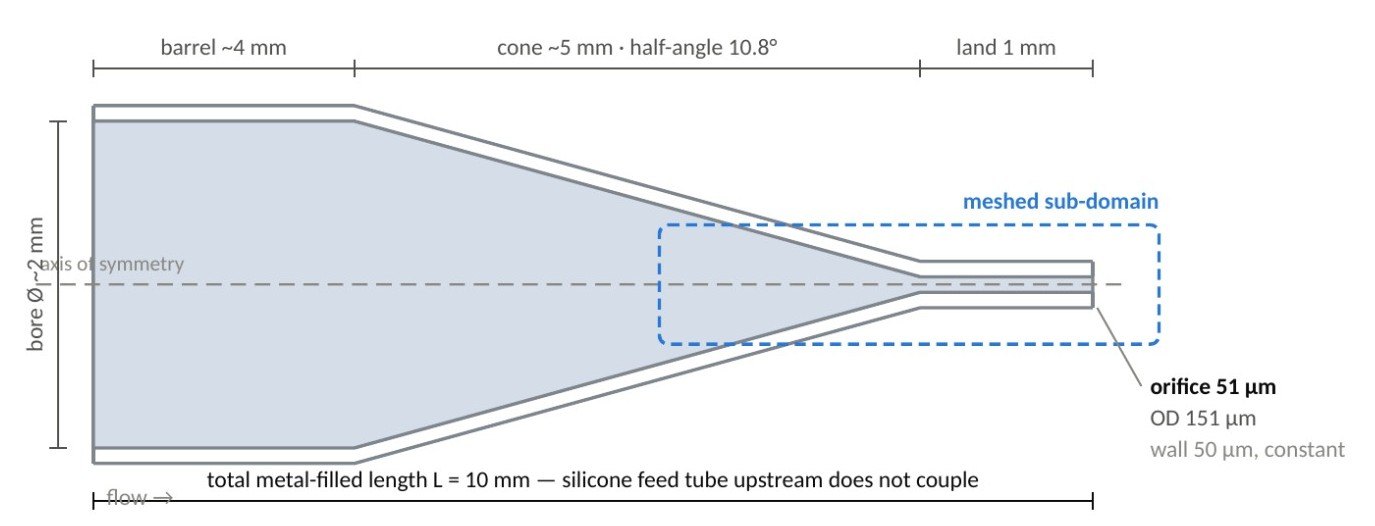 barrel ~4 mm
cone ~5 mm · half-angle 10.8°
land 1 mm
meshed sub-domain
bore Ø ~2 mm
axis of symmetry
orifice 51 µm
OD 151 µm
wall 50 µm, constant
total metal-filled length L = 10 mm — silicone feed tube upstream does not couple
flow →